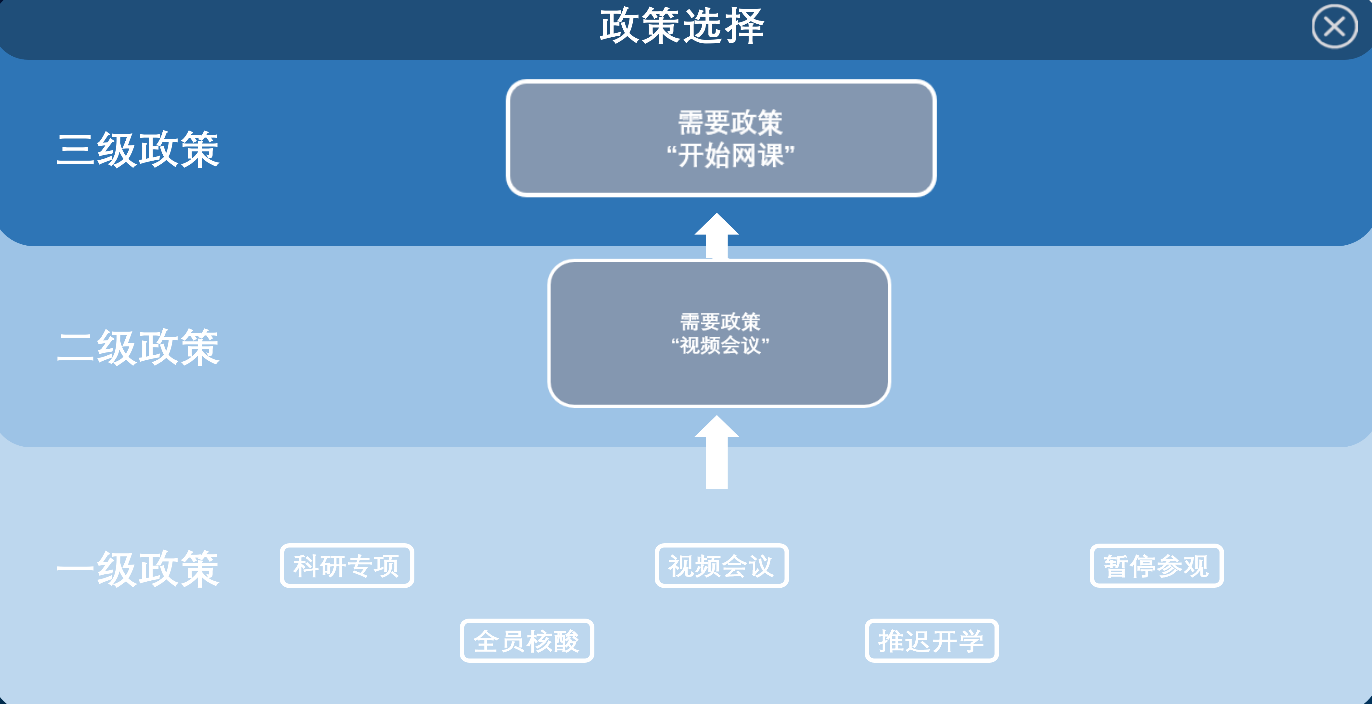 政策选择
三级政策
需要政策
“开始网课”
二级政策
需要政策
“视频会议”
一级政策
科研专项
视频会议
暂停参观
全员核酸
推迟开学